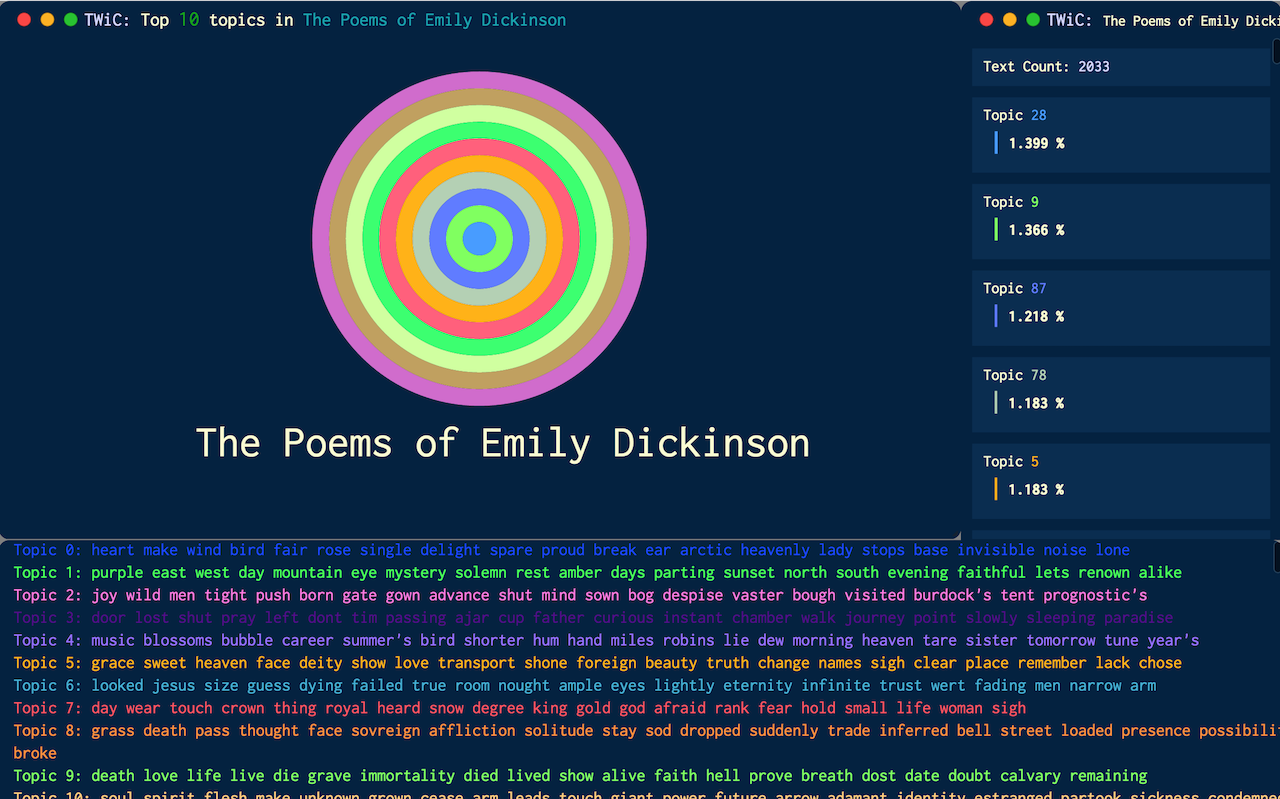 TWiC: Top 10 topics in The Poems of Emily Dickinson
The Poems of Emily Dickinson
TWiC: The Poems of Emily Dicki
Text Count: 2033
Topic 28
1.399 %
Topic 9
1.366 %
Topic 87
1.218 %
Topic 78
1.183 %
Topic 5
1.183 %
Topic 0: heart make wind bird fair rose single delight spare proud break ear arctic heavenly lady stops base invisible noise lone
Topic 1: purple east west day mountain eye mystery solemn rest amber days parting sunset north south evening faithful lets renown alike
Topic 2: joy wild men tight push born gate gown advance shut mind sown bog despise vaster bough visited burdock's tent prognostic's
Topic 3: door lost shut pray left dont tim passing ajar cup father curious instant chamber walk journey point slowly sleeping paradise
Topic 4: music blossoms bubble career summer's bird shorter hum hand miles robins lie dew morning heaven tare sister tomorrow tune year's
Topic 5: grace sweet heaven face deity show love transport shone foreign beauty truth change names sigh clear place remember lack chose
Topic 6: looked jesus size guess dying failed true room nought ample eyes lightly eternity infinite trust wert fading men narrow arm
Topic 7: day wear touch crown thing royal heard snow degree king gold god afraid rank fear hold small life woman sigh
Topic 8: grass death pass thought face sovreign affliction solitude stay sod dropped suddenly trade inferred bell street loaded presence possibili
broke
Topic 9: death love life live die grave immortality died lived show alive faith hell prove breath dost date doubt calvary remaining
Topic 10: soul spirit flesh make unknown grown cease arm leads touch giant power future arrow adamant identity estranged partook sickness condemne